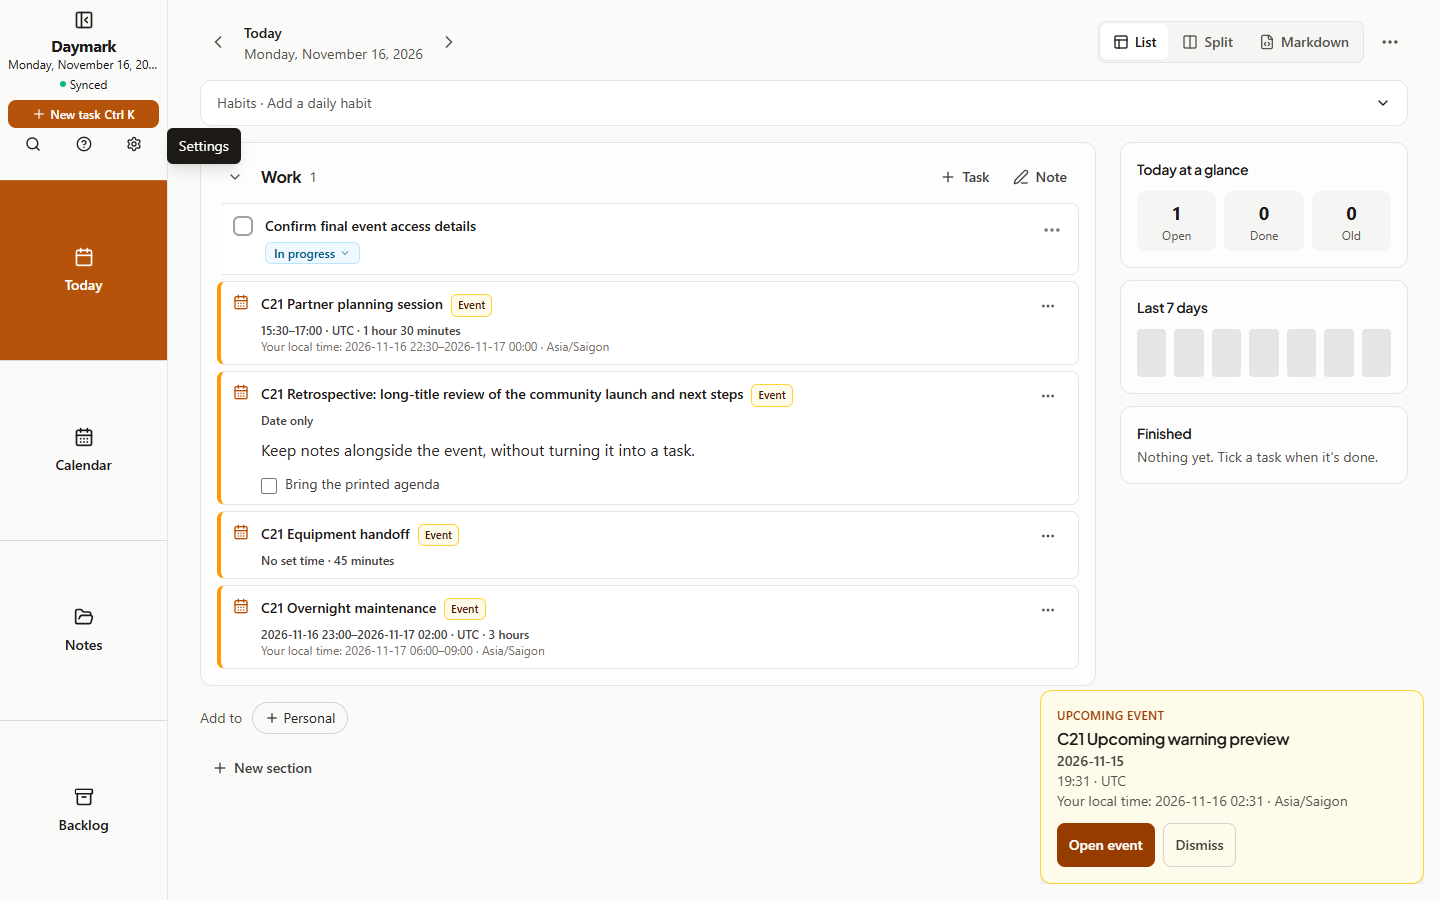 Daymark
Monday, November 16, 20...
Synced
New task Ctrl K
Settings
Today
Calendar
Notes
Backlog
Today
Monday, November 16, 2026
List
Split
Markdown
Habits · Add a daily habit
Work 1
Task
Note
Confirm final event access details
In progress
C21 Partner planning session Event
15:30–17:00 · UTC · 1 hour 30 minutes
Your local time: 2026-11-16 22:30–2026-11-17 00:00 · Asia/Saigon
C21 Retrospective: long-title review of the community launch and next steps Event
Date only
Keep notes alongside the event, without turning it into a task.
Bring the printed agenda
C21 Equipment handoff Event
No set time · 45 minutes
C21 Overnight maintenance Event
2026-11-16 23:00–2026-11-17 02:00 · UTC · 3 hours
Your local time: 2026-11-17 06:00–09:00 · Asia/Saigon
Add to
Personal
New section
Today at a glance
1 0 0
Open Done Old
Last 7 days
Finished
Nothing yet. Tick a task when it's done.
UPCOMING EVENT
C21 Upcoming warning preview
2026-11-15
19:31 · UTC
Your local time: 2026-11-16 02:31 · Asia/Saigon
Open event
Dismiss